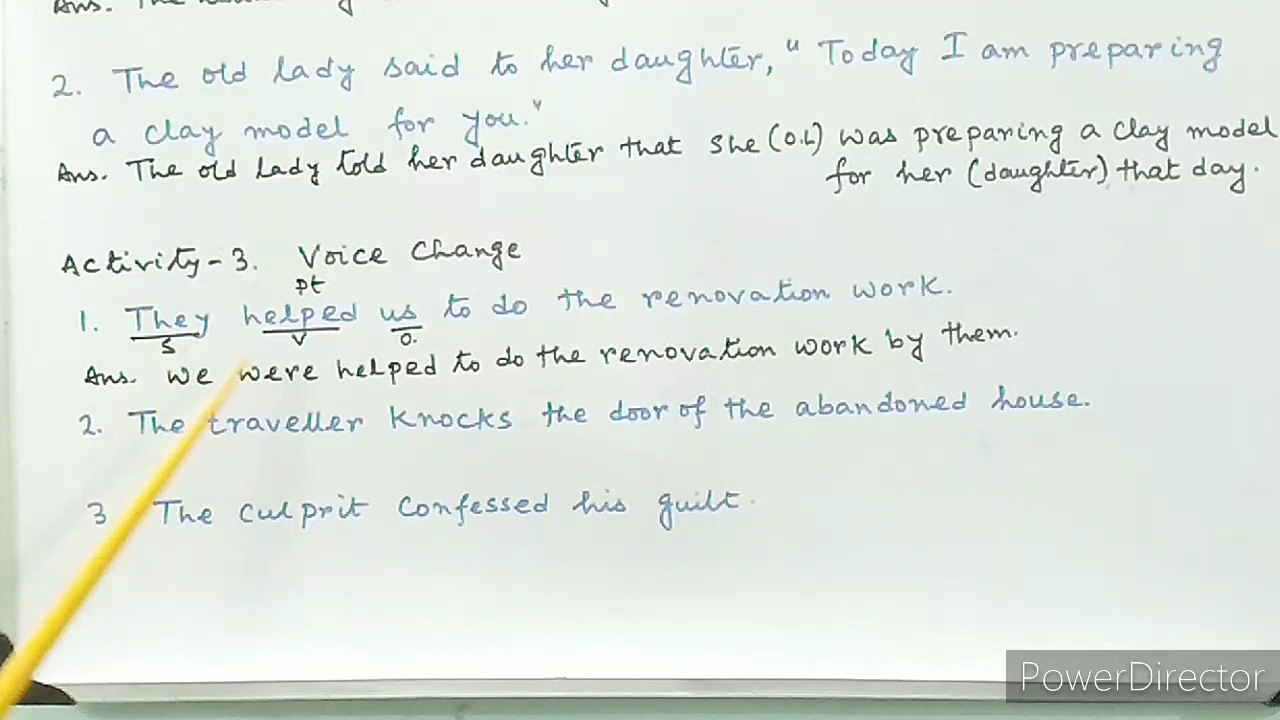 Ans. The
2. The old lady said to her daughter, "Today I am preparing
a clay model for you."
Ans. The old lady told her daughter that she (O.L) was preparing a clay model
for her (daughter) that day.
Activity-3. Voice Change
pt
1. They helped us to do the renovation work.
S V O.
Ans. We were helped to do the renovation work by them.
2. The traveller knocks the door of the abandoned house.
3 The culprit confessed his guilt.
PowerDirector